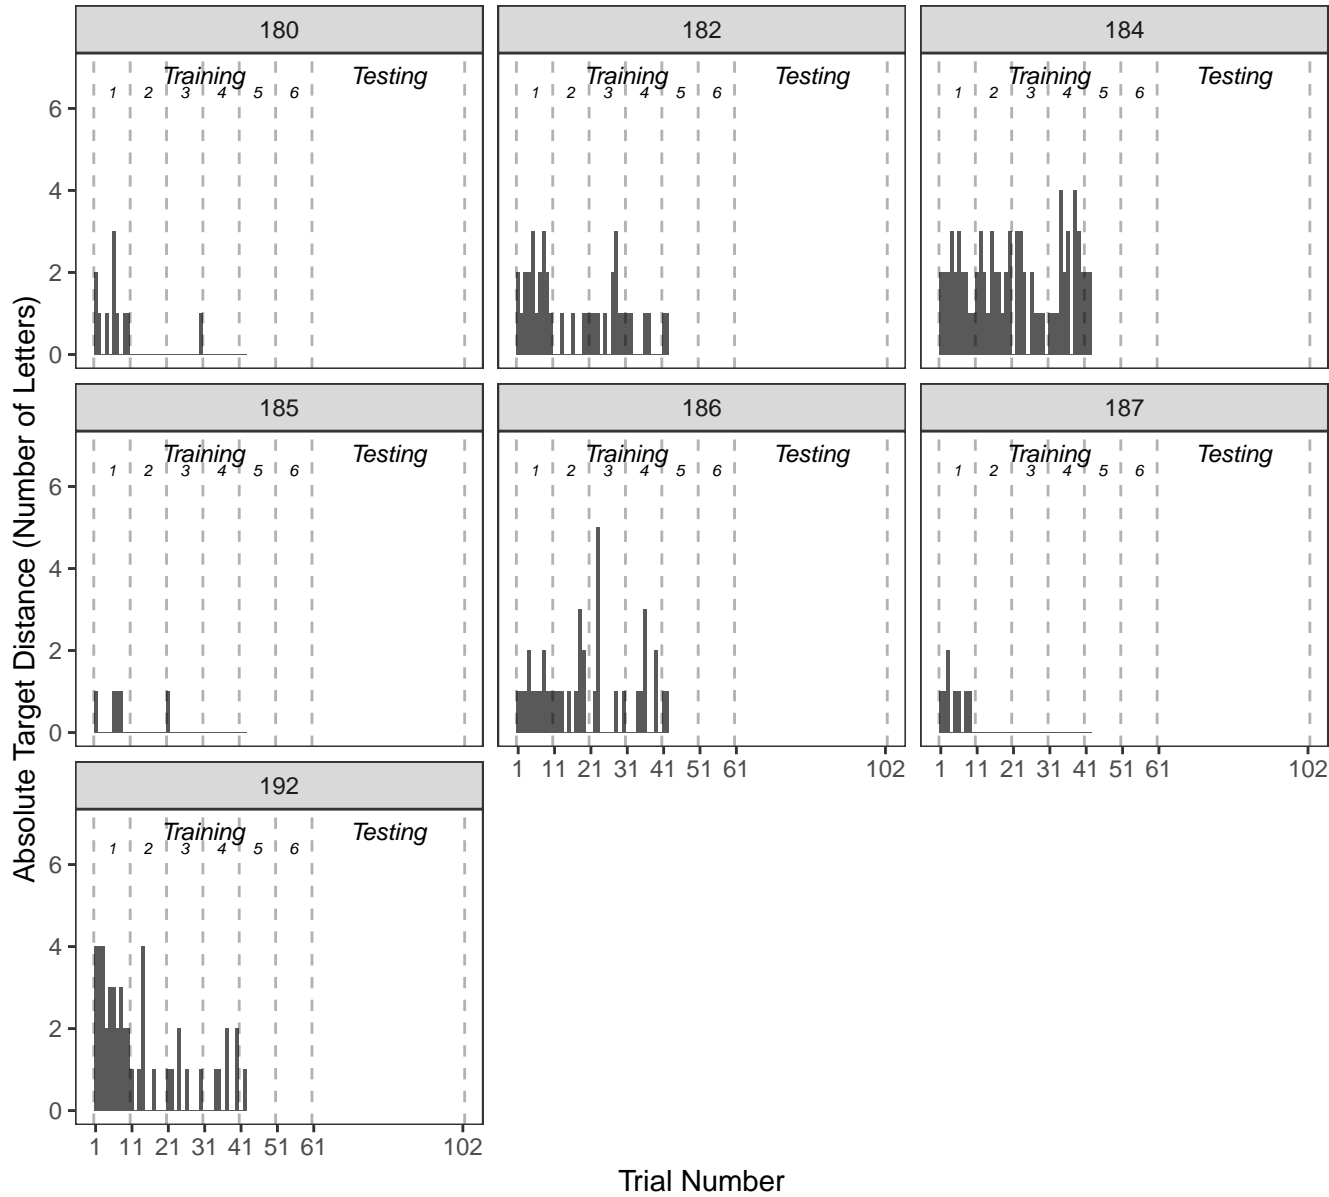 180 182 184
Training Testing Training Testing Training Testing
1 2 3 4 5 6 1 2 3 4 5 6 1 2 3 4 5 6
6
4
2
0
185 186 187
Training Testing Training Testing Training Testing
1 2 3 4 5 6 1 2 3 4 5 6 1 2 3 4 5 6
6
4
2
0
1 11 21 31 41 51 61 102 1 11 21 31 41 51 61 102
192
Training Testing
1 2 3 4 5 6
6
4
2
0
1 11 21 31 41 51 61 102
Absolute Target Distance (Number of Letters)
Trial Number